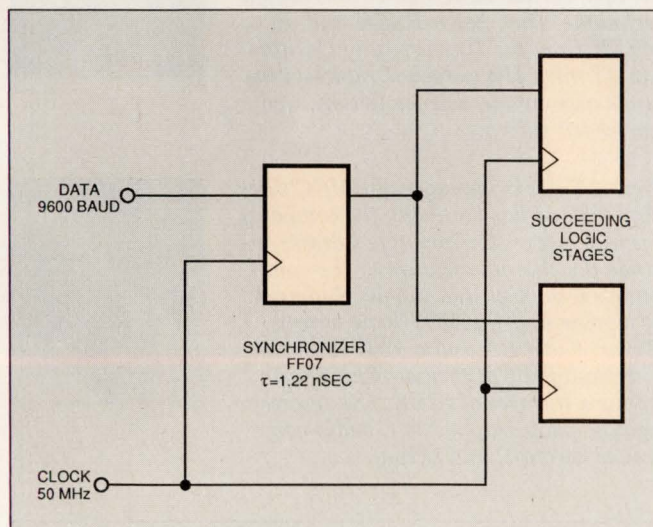 DATA
9600 BAUD
SYNCHRONIZER
FF07
τ=1.22 nSEC
SUCCEEDING
LOGIC
STAGES
CLOCK
50 MHz